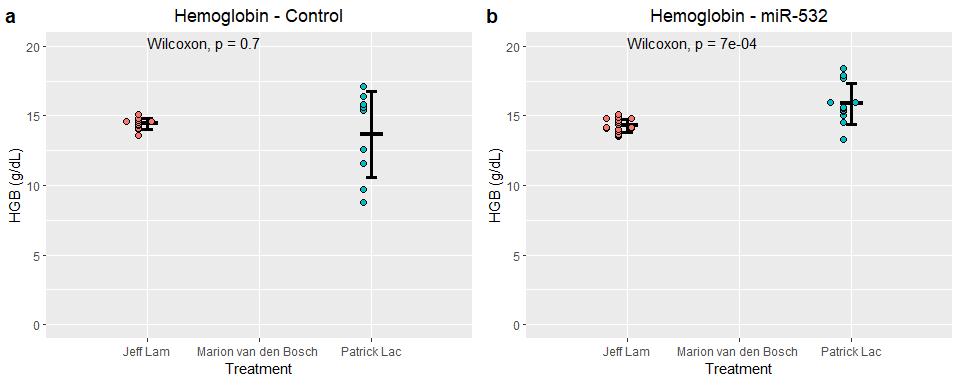 a
Hemoglobin - Control
Wilcoxon, p = 0.7
HGB (g/dL)
20
15
10
5
0
Jeff Lam Marion van den Bosch Patrick Lac
Treatment
b
Hemoglobin - miR-532
Wilcoxon, p = 7e-04
HGB (g/dL)
20
15
10
5
0
Jeff Lam Marion van den Bosch Patrick Lac
Treatment